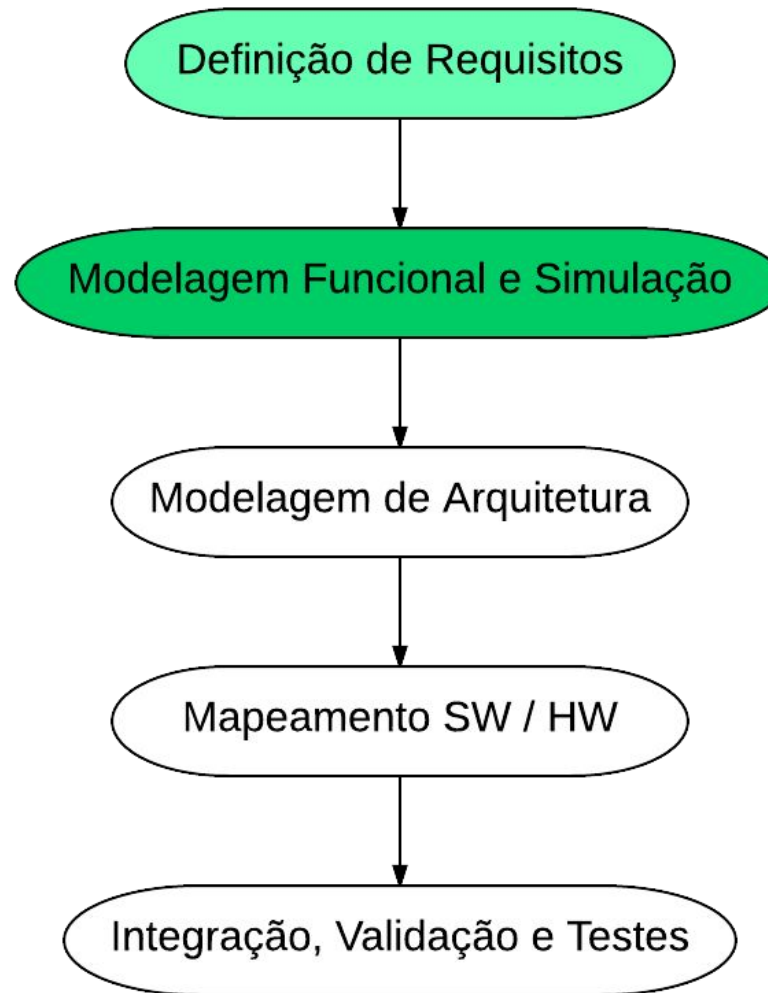 Definição de Requisitos
Modelagem Funcional e Simulação
Modelagem de Arquitetura
Mapeamento SW / HW
Integração, Validação e Testes